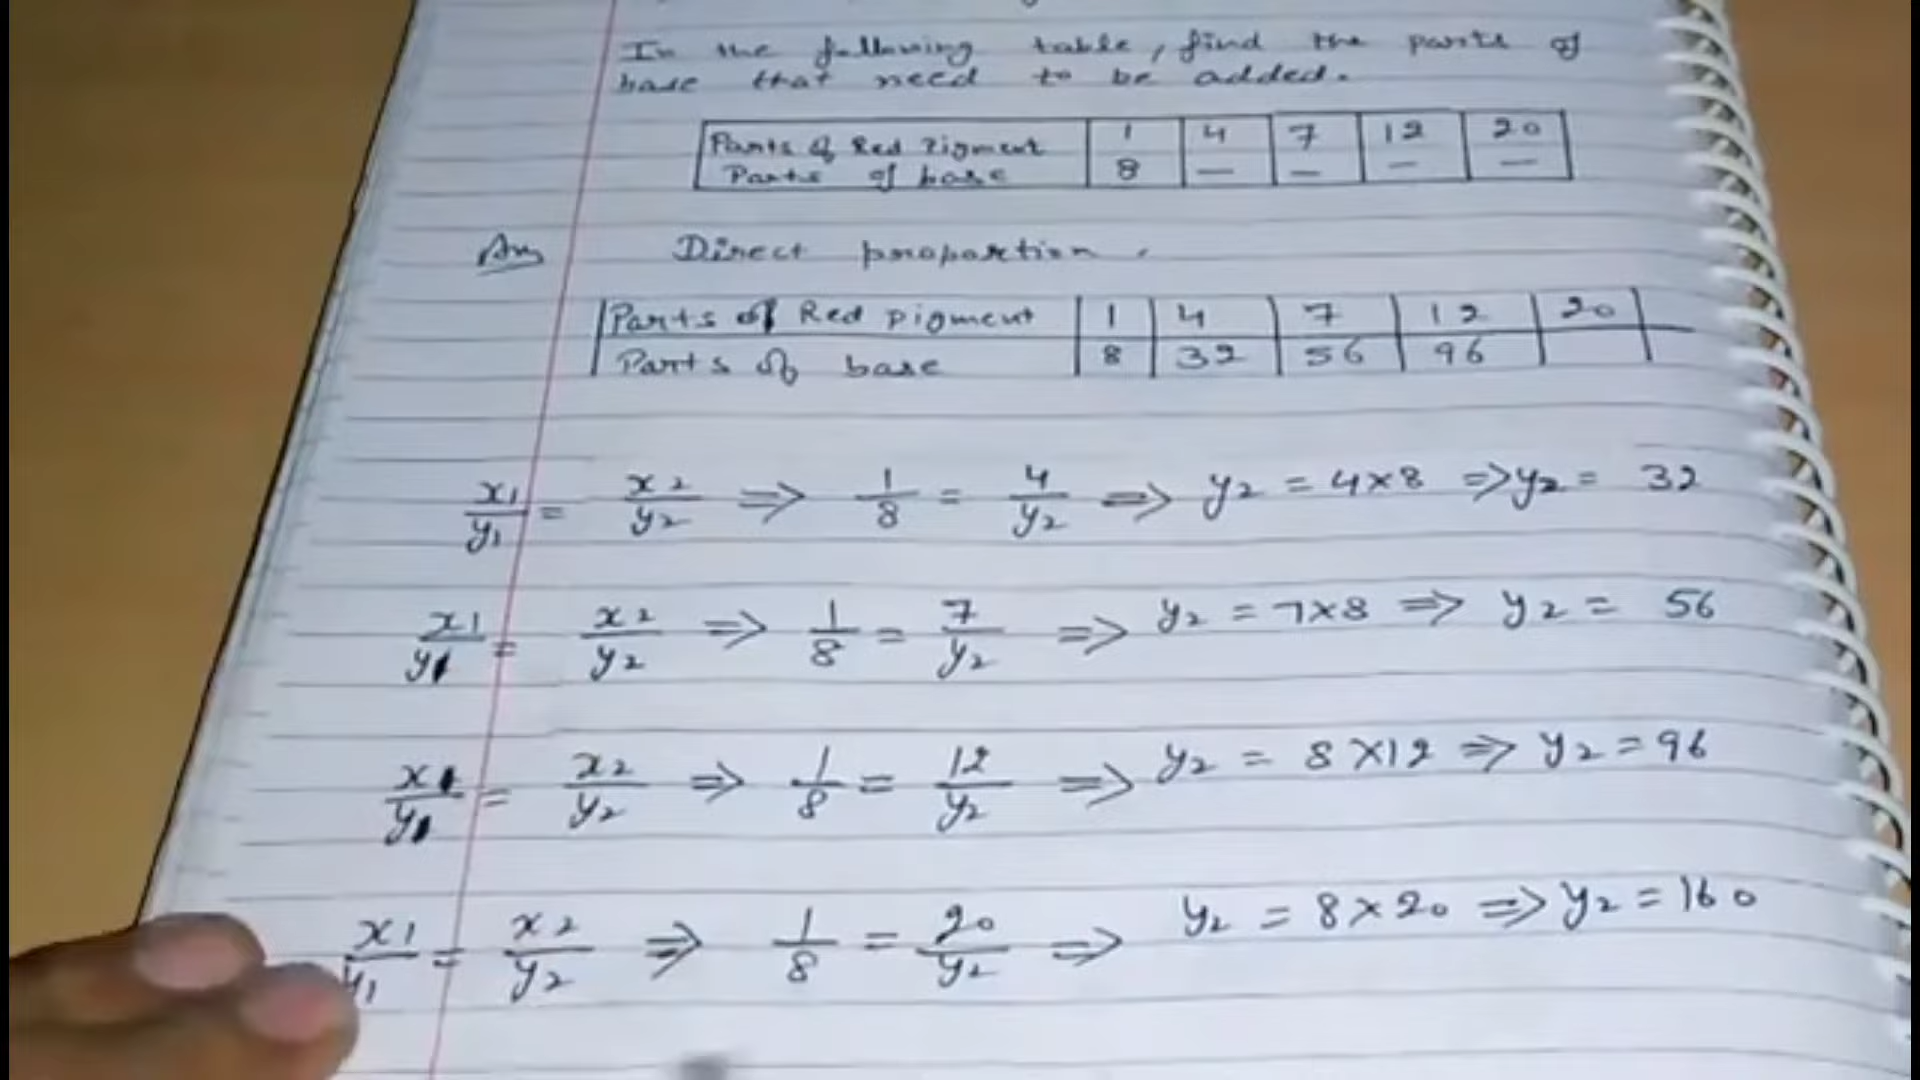 In the following table, find the parts of
base that need to be added.
Parts of Red Pigment 1 4 7 12 20
Parts of base 8 — — — —
Ans Direct proportion.
Parts of Red pigment 1 4 7 12 20
Parts of base 8 32 56 96
x1/y1 = x2/y2 ⇒ 1/8 = 4/y2 ⇒ y2 = 4×8 ⇒ y2 = 32
x1/y1 = x2/y2 ⇒ 1/8 = 7/y2 ⇒ y2 = 7×8 ⇒ y2 = 56
x1/y1 = x2/y2 ⇒ 1/8 = 12/y2 ⇒ y2 = 8×12 ⇒ y2 = 96
x1/y1 = x2/y2 ⇒ 1/8 = 20/y2 ⇒ y2 = 8×20 ⇒ y2 = 160